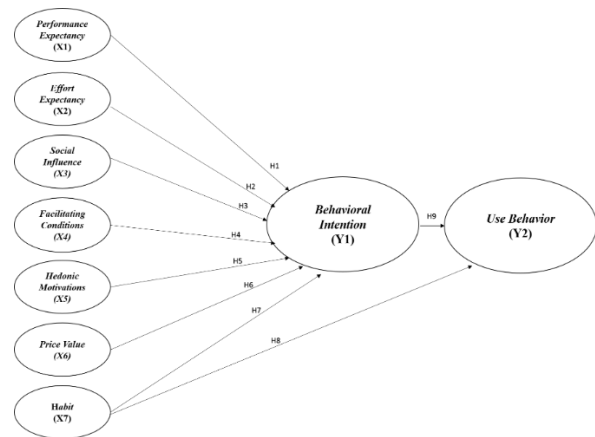 Performance
Expectancy
(X1)
Effort
Expectancy
(X2)
Social
Influence
(X3)
Facilitating
Conditions
(X4)
Hedonic
Motivations
(X5)
Price Value
(X6)
Habit
(X7)
H1
H2
H3
H4
H5
H6
H7
H8
Behavioral
Intention
(Y1)
H9
Use Behavior
(Y2)